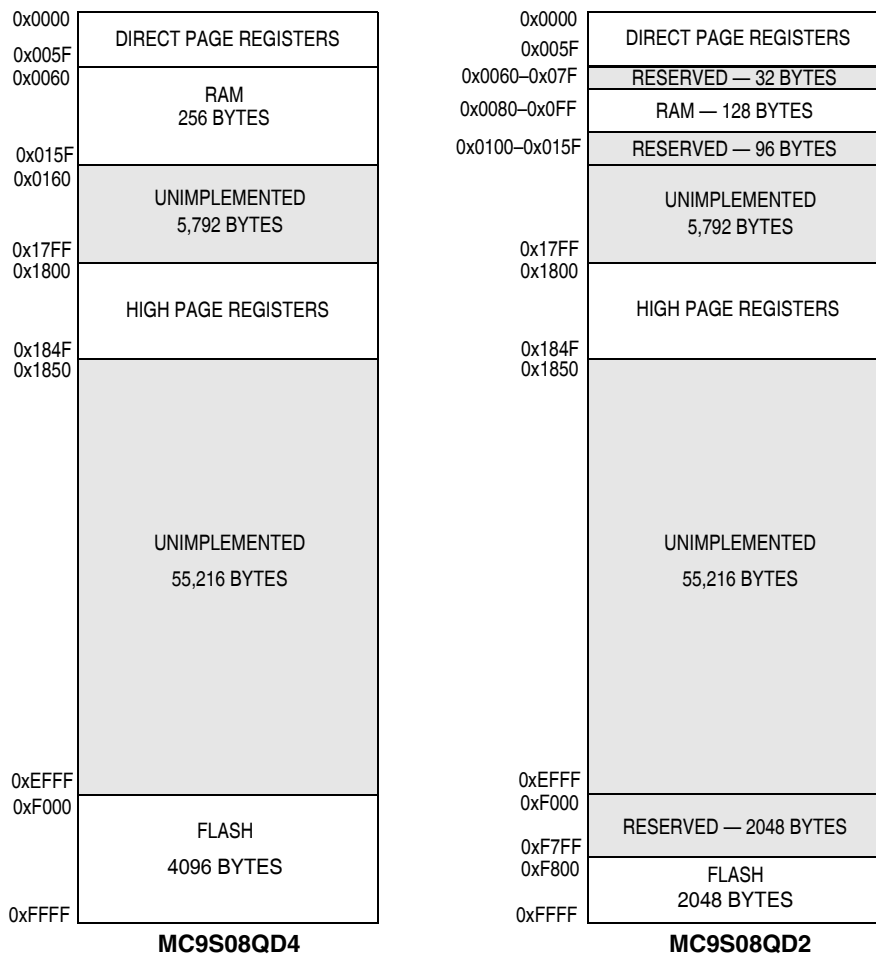 0x0000
DIRECT PAGE REGISTERS
0x005F
0x0060
RAM
256 BYTES
0x015F
0x0160
UNIMPLEMENTED
5,792 BYTES
0x17FF
0x1800
HIGH PAGE REGISTERS
0x184F
0x1850
UNIMPLEMENTED
55,216 BYTES
0xEFFF
0xF000
FLASH
4096 BYTES
0xFFFF
MC9S08QD4
0x0000
DIRECT PAGE REGISTERS
0x005F
0x0060–0x07F
RESERVED — 32 BYTES
0x0080–0x0FF
RAM — 128 BYTES
0x0100–0x015F
RESERVED — 96 BYTES
UNIMPLEMENTED
5,792 BYTES
0x17FF
0x1800
HIGH PAGE REGISTERS
0x184F
0x1850
UNIMPLEMENTED
55,216 BYTES
0xEFFF
0xF000
RESERVED — 2048 BYTES
0xF7FF
0xF800
FLASH
2048 BYTES
0xFFFF
MC9S08QD2